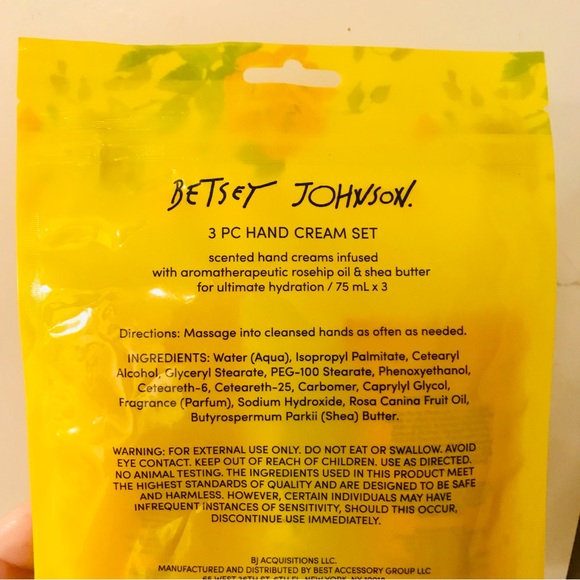 BETSEY JOHNSON.
3 PC HAND CREAM SET
scented hand creams infused
with aromatherapeutic rosehip oil & shea butter
for ultimate hydration / 75 mL x 3
Directions: Massage into cleansed hands as often as needed.
INGREDIENTS: Water (Aqua), Isopropyl Palmitate, Cetearyl
Alcohol, Glyceryl Stearate, PEG-100 Stearate, Phenoxyethanol,
Ceteareth-6, Ceteareth-25, Carbomer, Caprylyl Glycol,
Fragrance (Parfum), Sodium Hydroxide, Rosa Canina Fruit Oil,
Butyrospermum Parkii (Shea) Butter.
WARNING: FOR EXTERNAL USE ONLY. DO NOT EAT OR SWALLOW. AVOID
EYE CONTACT. KEEP OUT OF REACH OF CHILDREN. USE AS DIRECTED.
NO ANIMAL TESTING. THE INGREDIENTS USED IN THIS PRODUCT MEET
THE HIGHEST STANDARDS OF QUALITY AND ARE DESIGNED TO BE SAFE
AND HARMLESS. HOWEVER, CERTAIN INDIVIDUALS MAY HAVE
INFREQUENT INSTANCES OF SENSITIVITY, SHOULD THIS OCCUR,
DISCONTINUE USE IMMEDIATELY.
BJ ACQUISITIONS LLC.
MANUFACTURED AND DISTRIBUTED BY BEST ACCESSORY GROUP LLC
WEST NEW YORK, NY